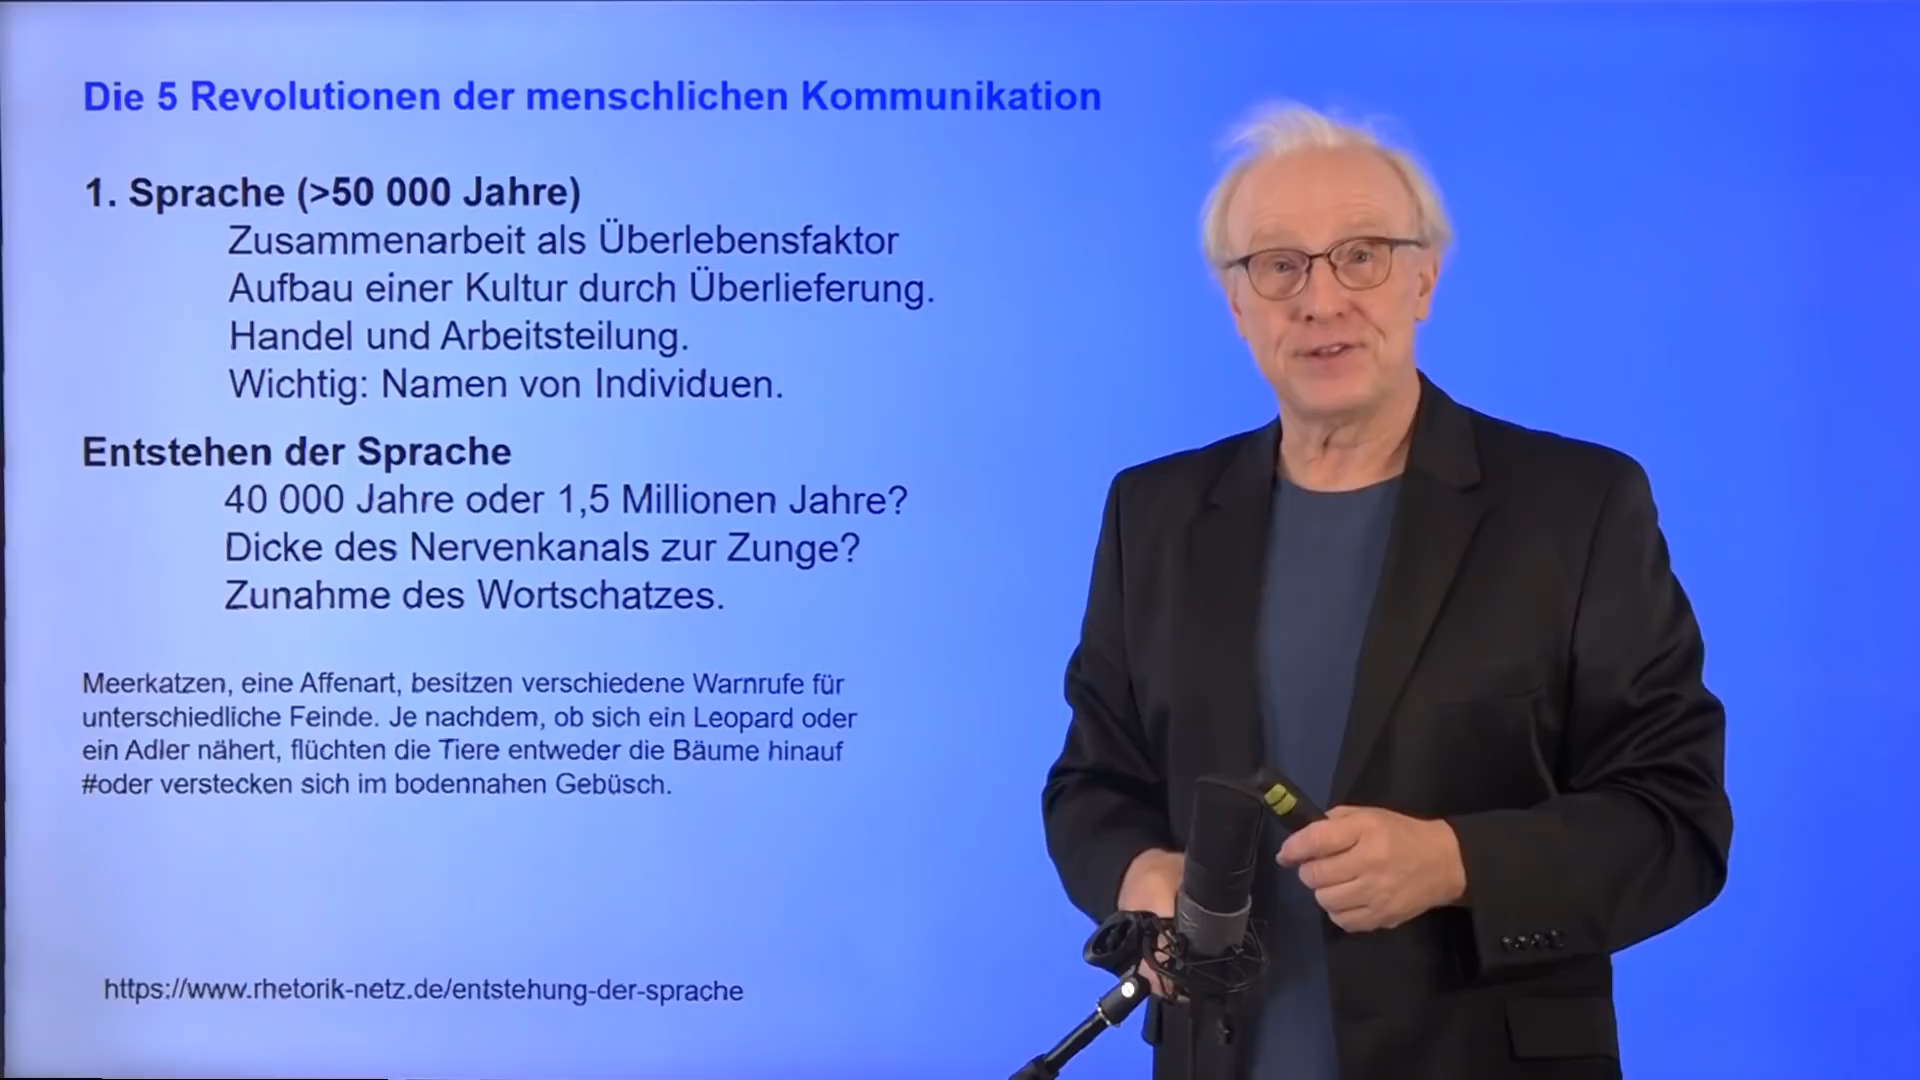 Die 5 Revolutionen der menschlichen Kommunikation
1. Sprache (>50 000 Jahre)
Zusammenarbeit als Überlebensfaktor
Aufbau einer Kultur durch Überlieferung.
Handel und Arbeitsteilung.
Wichtig: Namen von Individuen.
Entstehen der Sprache
40 000 Jahre oder 1,5 Millionen Jahre?
Dicke des Nervenkanals zur Zunge?
Zunahme des Wortschatzes.
Meerkatzen, eine Affenart, besitzen verschiedene Warnrufe für
unterschiedliche Feinde. Je nachdem, ob sich ein Leopard oder
ein Adler nähert, flüchten die Tiere entweder die Bäume hinauf
#oder verstecken sich im bodennahen Gebüsch.
https://www.rhetorik-netz.de/entstehung-der-sprache